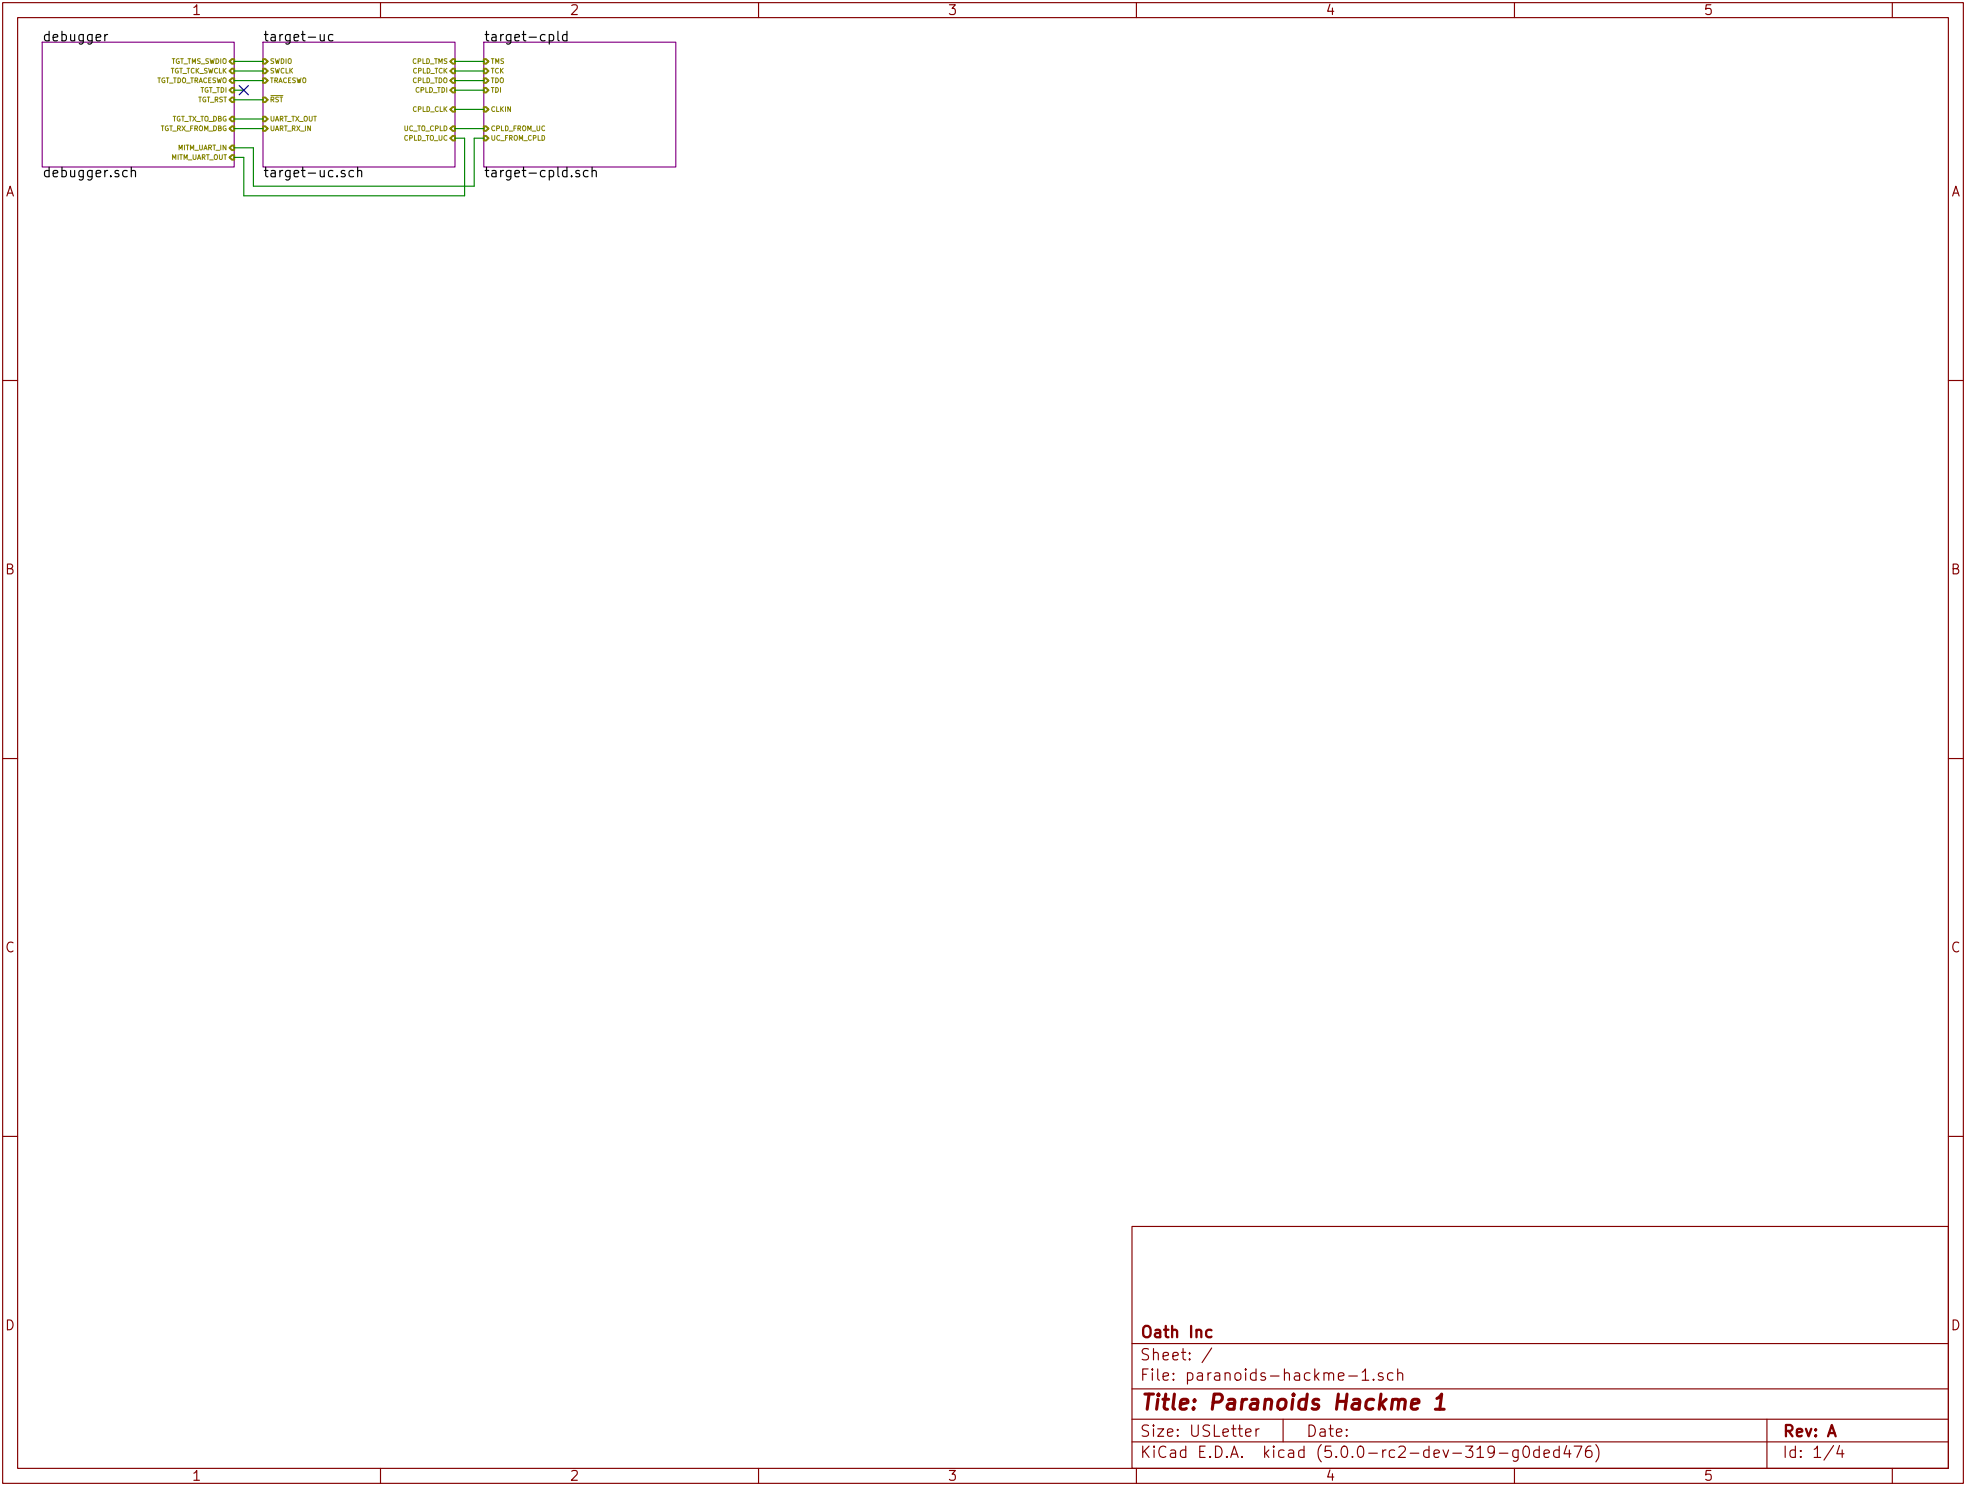 1 2 3 4 5
debugger target-uc target-cpld
TGT_TMS_SWDIO SWDIO CPLD_TMS TMS
TGT_TCK_SWCLK SWCLK CPLD_TCK TCK
TGT_TDO_TRACESWO TRACESWO CPLD_TDO TDO
TGT_TDI CPLD_TDI TDI
TGT_RST RST
CPLD_CLK CLKIN
TGT_TX_TO_DBG UART_TX_OUT
TGT_RX_FROM_DBG UART_RX_IN UC_TO_CPLD CPLD_FROM_UC
CPLD_TO_UC UC_FROM_CPLD
MITM_UART_IN
MITM_UART_OUT
debugger.sch target-uc.sch target-cpld.sch
A A
B B
C C
D D
Oath Inc
Sheet: /
File: paranoids-hackme-1.sch
Title: Paranoids Hackme 1
Size: USLetter Date: Rev: A
KiCad E.D.A. kicad (5.0.0-rc2-dev-319-g0ded476) Id: 1/4
1 2 3 4 5